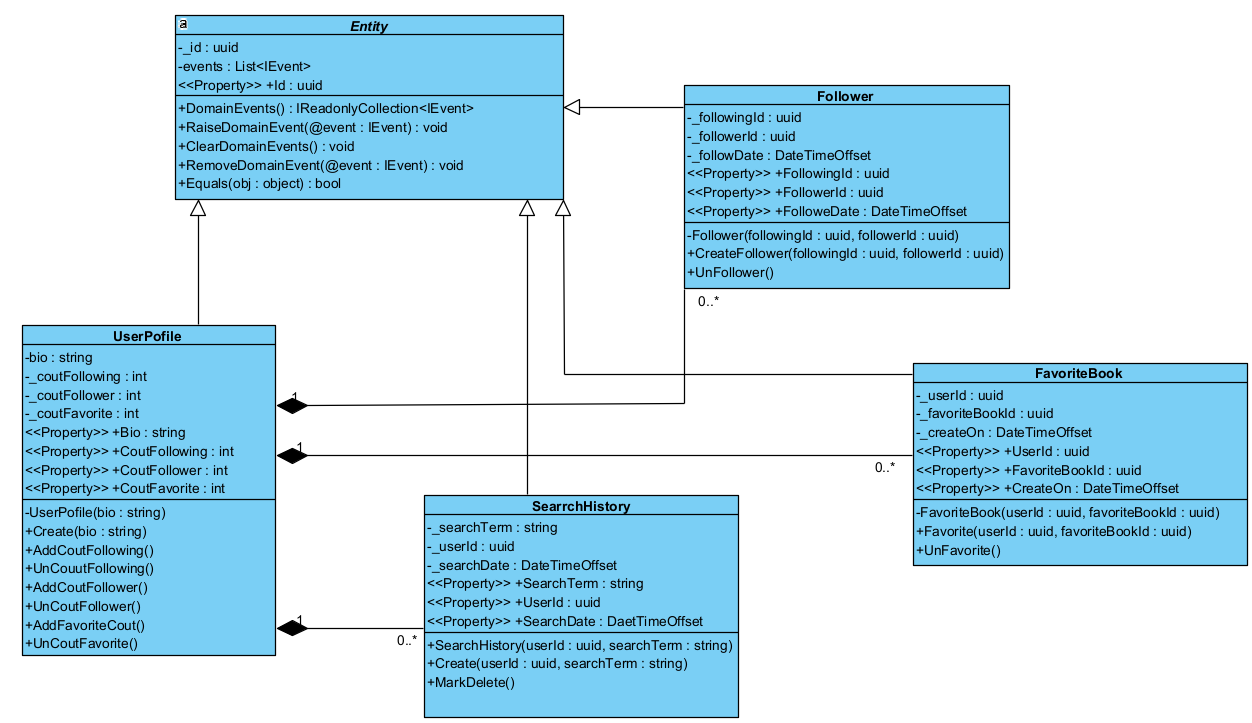 a
Entity
-_id : uuid
-events : List<IEvent>
<<Property>> +Id : uuid
+DomainEvents() : IReadonlyCollection<IEvent>
+RaiseDomainEvent(@event : IEvent) : void
+ClearDomainEvents() : void
+RemoveDomainEvent(@event : IEvent) : void
+Equals(obj : object) : bool
Follower
-_followingId : uuid
-_followerId : uuid
-_followDate : DateTimeOffset
<<Property>> +FollowingId : uuid
<<Property>> +FollowerId : uuid
<<Property>> +FolloweDate : DateTimeOffset
-Follower(followingId : uuid, followerId : uuid)
+CreateFollower(followingId : uuid, followerId : uuid)
+UnFollower()
0..*
UserPofile
-bio : string
-_coutFollowing : int
-_coutFollower : int
-_coutFavorite : int
<<Property>> +Bio : string
<<Property>> +CoutFollowing : int
<<Property>> +CoutFollower : int
<<Property>> +CoutFavorite : int
-UserPofile(bio : string)
+Create(bio : string)
+AddCoutFollowing()
+UnCouutFollowing()
+AddCoutFollower()
+UnCoutFollower()
+AddFavoriteCout()
+UnCoutFavorite()
1
1
0..*
1
0..*
FavoriteBook
-_userId : uuid
-_favoriteBookId : uuid
-_createOn : DateTimeOffset
<<Property>> +UserId : uuid
<<Property>> +FavoriteBookId : uuid
<<Property>> +CreateOn : DateTimeOffset
-FavoriteBook(userId : uuid, favoriteBookId : uuid)
+Favorite(userId : uuid, favoriteBookId : uuid)
+UnFavorite()
SearrchHistory
-_searchTerm : string
-_userId : uuid
-_searchDate : DateTimeOffset
<<Property>> +SearchTerm : string
<<Property>> +UserId : uuid
<<Property>> +SearchDate : DaetTimeOffset
+SearchHistory(userId : uuid, searchTerm : string)
+Create(userId : uuid, searchTerm : string)
+MarkDelete()